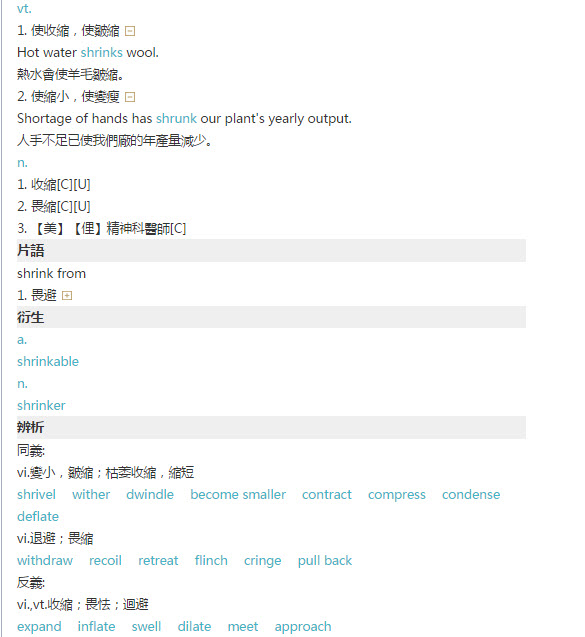 vt.
1. 使收縮，使皺縮
Hot water shrinks wool.
熱水會使羊毛皺縮。
2. 使縮小，使變瘦
Shortage of hands has shrunk our plant's yearly output.
人手不足已使我們廠的年產量減少。
n.
1. 收縮[C][U]
2. 畏縮[C][U]
3. 【美】【俚】精神科醫師[C]
片語
shrink from
1. 畏避
衍生
a.
shrinkable
n.
shrinker
辨析
同義:
vi.變小，皺縮；枯萎收縮，縮短
shrivel wither dwindle become smaller contract compress condense
deflate
vi.退避；畏縮
withdraw recoil retreat flinch cringe pull back
反義:
vi.,vt.收縮；畏怯；迴避
expand inflate swell dilate meet approach